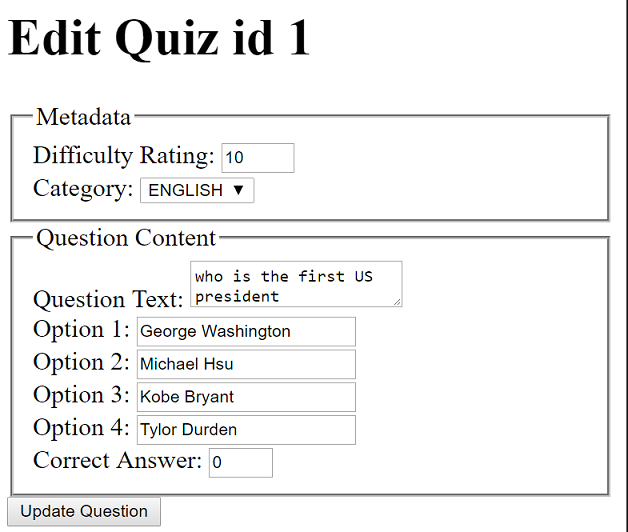 Edit Quiz id 1
Metadata
Difficulty Rating: 10
Category: ENGLISH ▼
Question Content
Question Text: who is the first US
president
Option 1: George Washington
Option 2: Michael Hsu
Option 3: Kobe Bryant
Option 4: Tylor Durden
Correct Answer: 0
Update Question